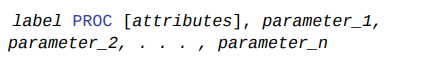 label PROC [attributes], parameter_1,
parameter_2, . . . , parameter_n